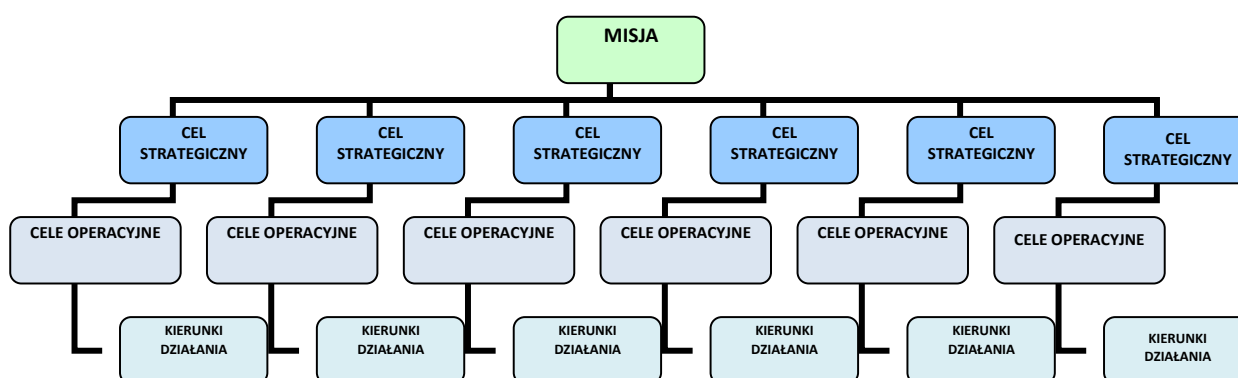 MISJA
CEL
STRATEGICZNY
CEL
STRATEGICZNY
CEL
STRATEGICZNY
CEL
STRATEGICZNY
CEL
STRATEGICZNY
CEL
STRATEGICZNY
CELE OPERACYJNE
CELE OPERACYJNE
CELE OPERACYJNE
CELE OPERACYJNE
CELE OPERACYJNE
CELE OPERACYJNE
KIERUNKI
DZIAŁANIA
KIERUNKI
DZIAŁANIA
KIERUNKI
DZIAŁANIA
KIERUNKI
DZIAŁANIA
KIERUNKI
DZIAŁANIA
KIERUNKI
DZIAŁANIA